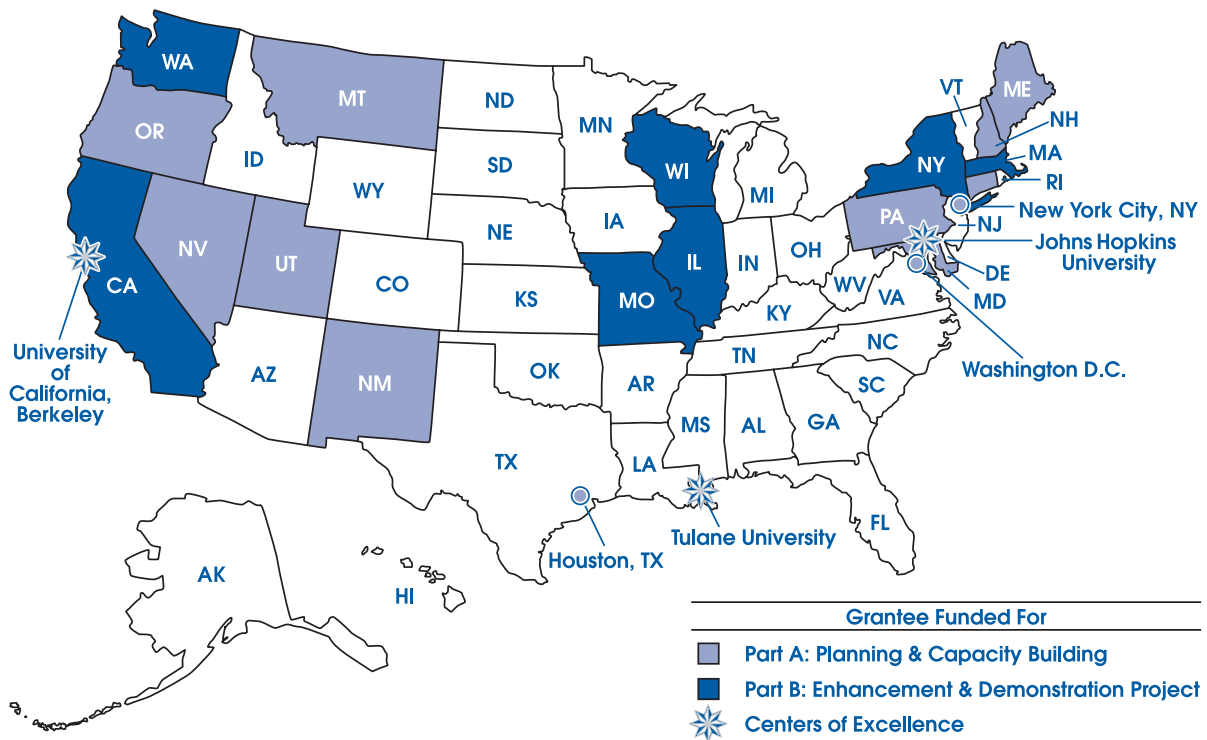 WA
MT
ND
MN
VT
ME
OR
ID
SD
WI
NY
NH
MA
WY
MI
RI
IA
PA
New York City, NY
NV
UT
NE
NJ
CO
IL
IN
OH
Johns Hopkins
University
CA
KS
MO
WV
VA
DE
MD
KY
University
of
California,
Berkeley
AZ
NM
OK
TN
NC
Washington D.C.
AR
SC
MS
AL
GA
TX
LA
FL
Tulane University
Houston, TX
AK
HI
Grantee Funded For
Part A: Planning & Capacity Building
Part B: Enhancement & Demonstration Project
Centers of Excellence